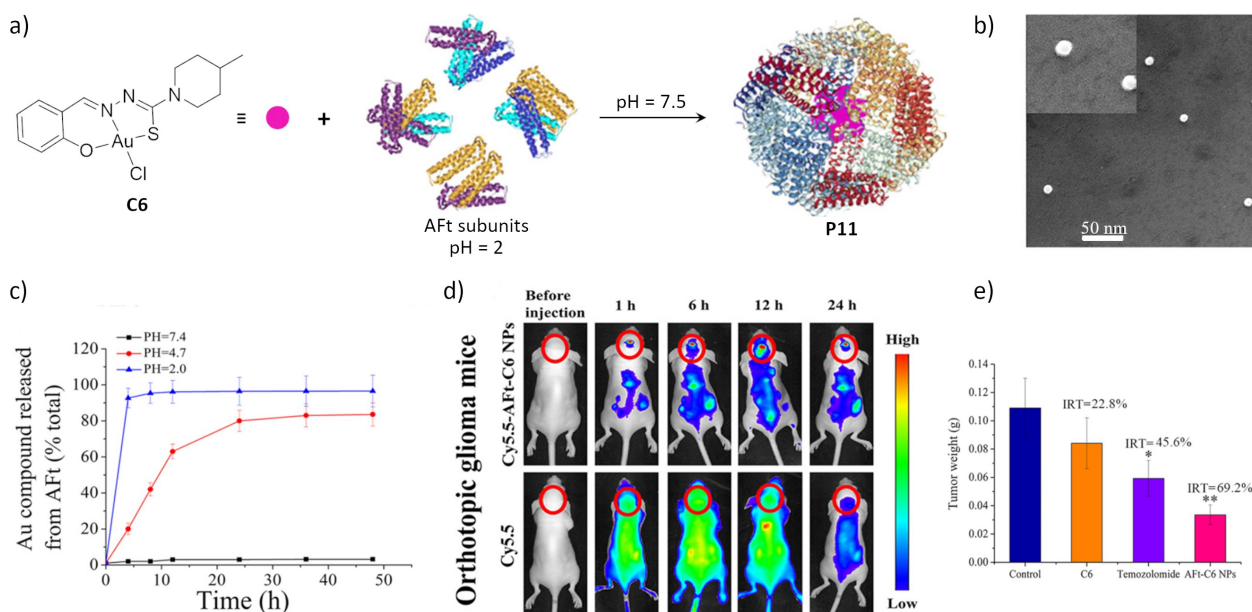 a)
N
N
N
O
Au
S
Cl
C6
≡
+
AFt subunits
pH = 2
pH = 7.5
P11
b)
50 nm
c)
Au compound released
from AFt (% total)
PH=7.4
PH=4.7
PH=2.0
120
100
80
60
40
20
0
0 10 20 30 40 50
Time (h)
d)
Orthotopic glioma mice
Before
injection
1 h
6 h
12 h
24 h
Cy5.5-AFt-C6 NPs
Cy5.5
High
Low
e)
Tumor weight (g)
0.14
0.12
0.10
0.08
0.06
0.04
0.02
0.00
IRT=22.8%
IRT=45.6%
*
IRT=69.2%
**
Control C6 Temozolomide AFt-C6 NPs